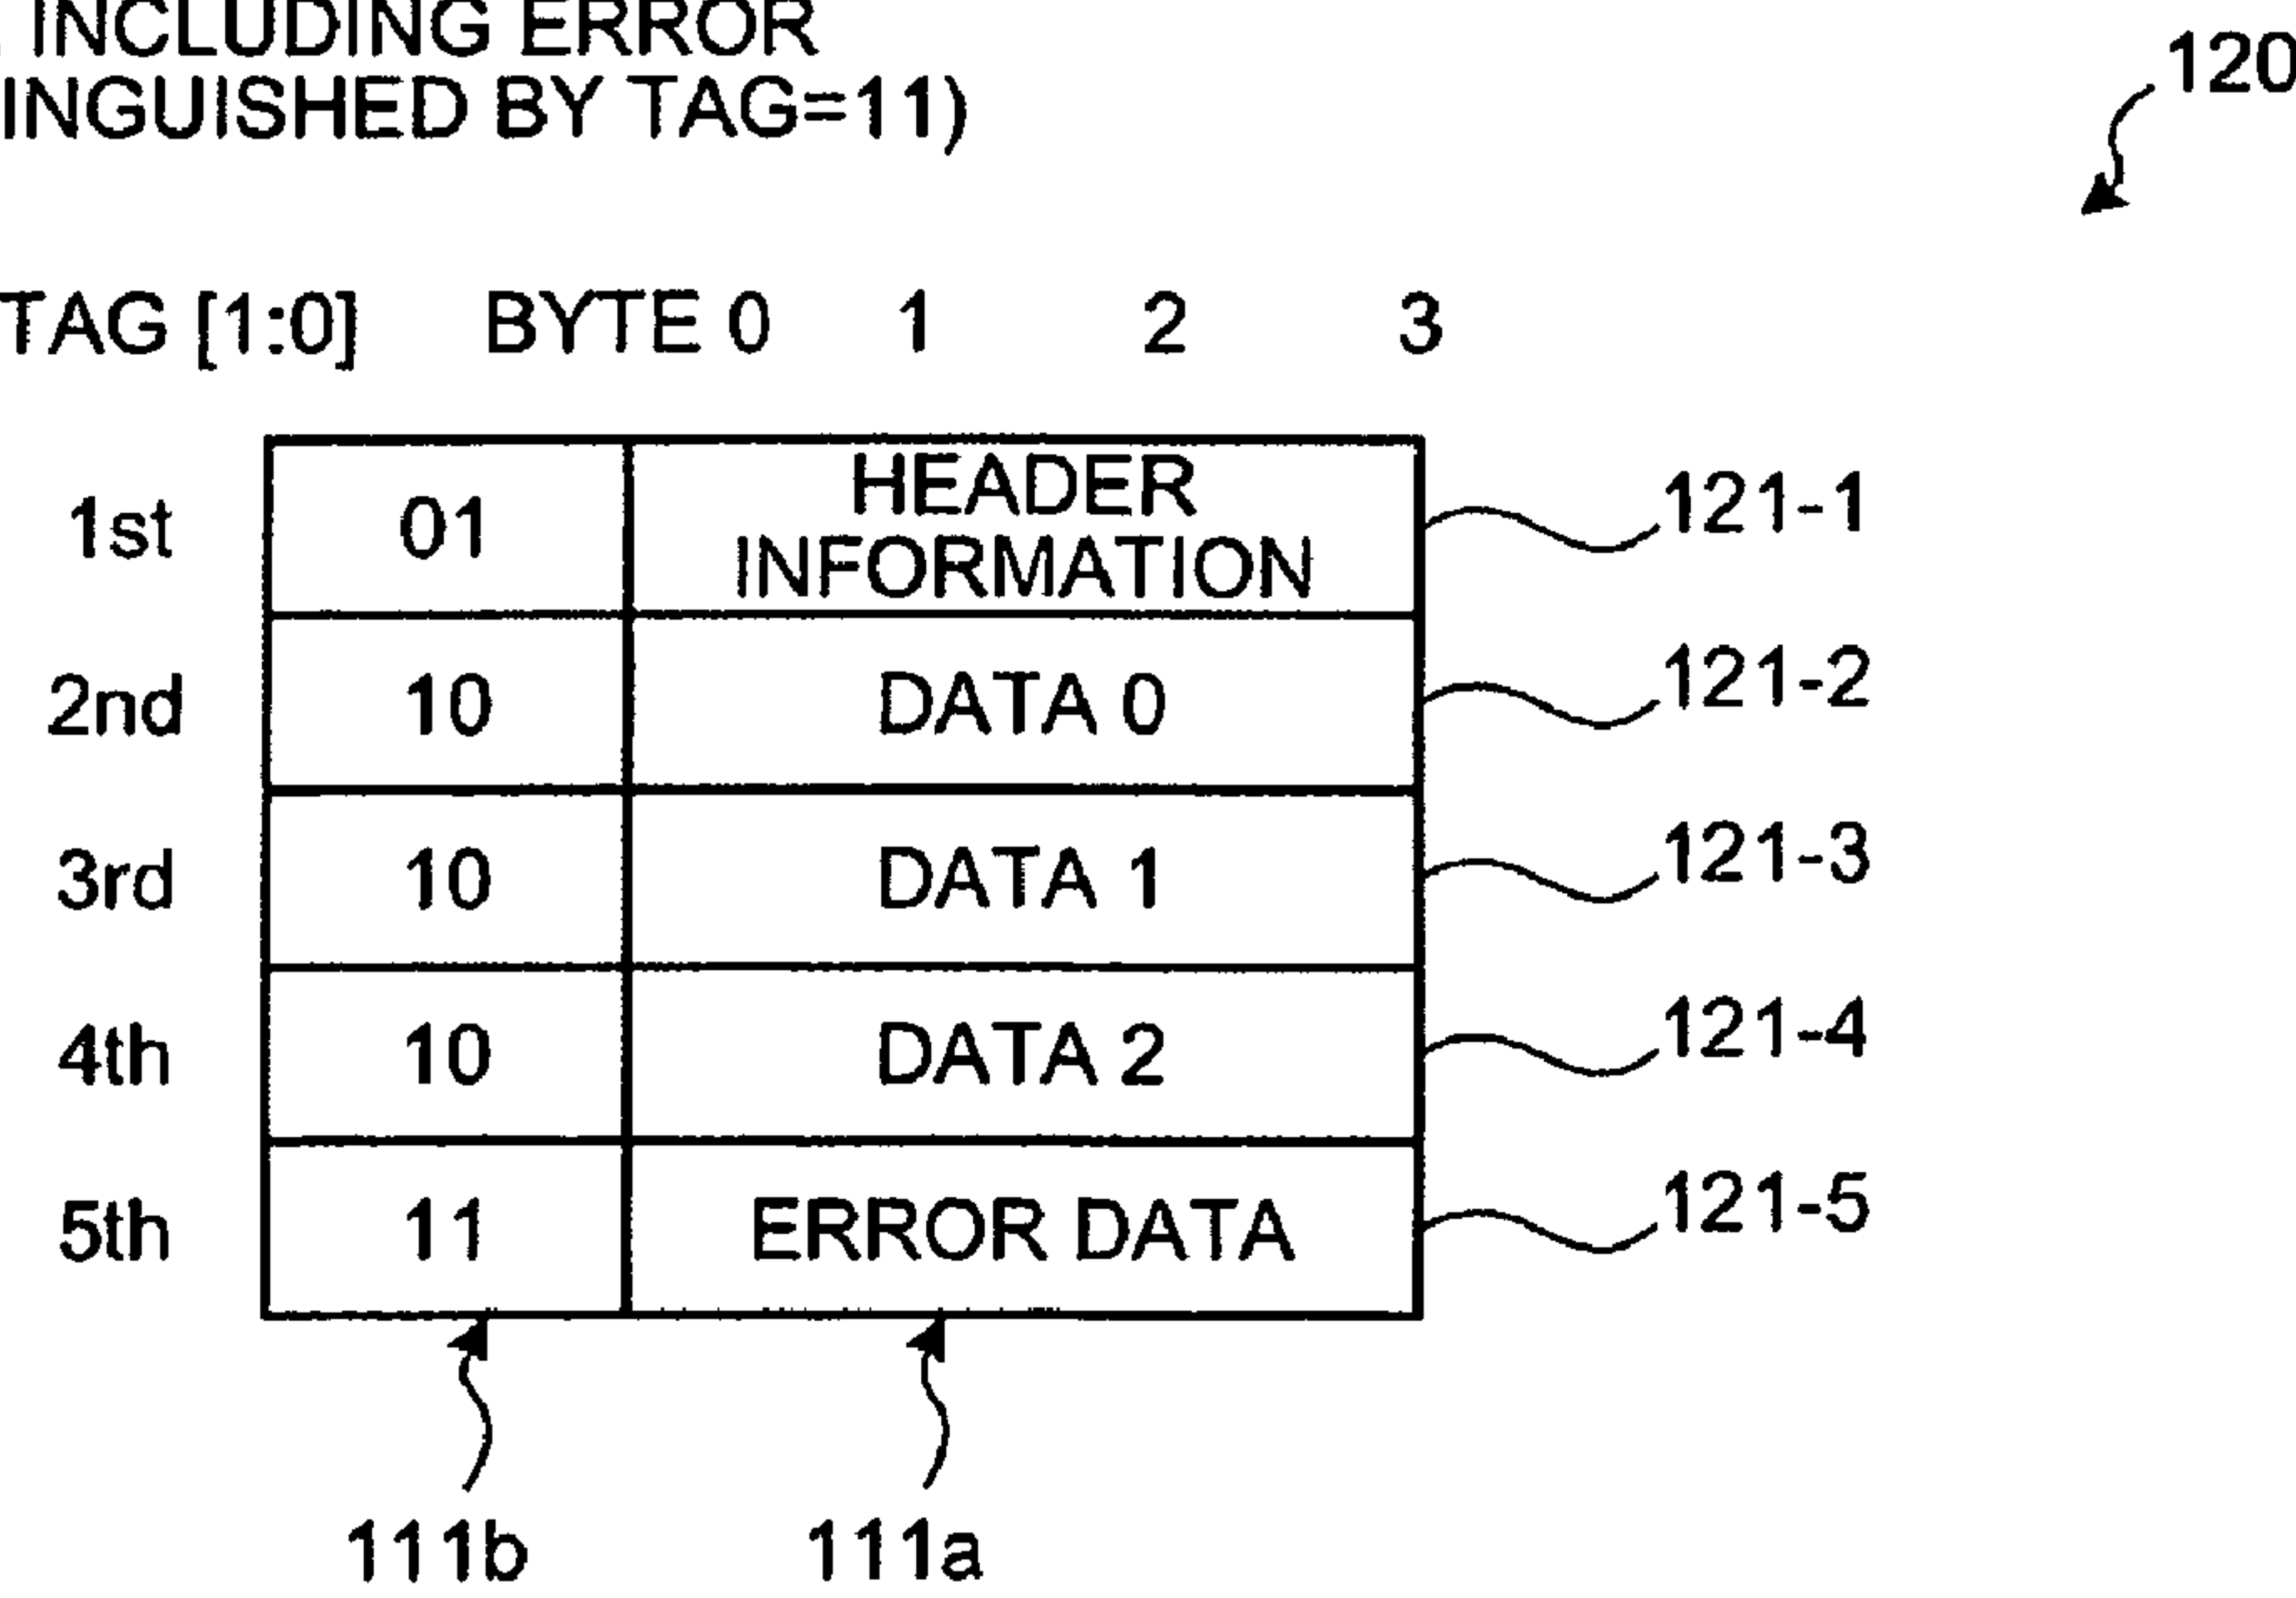 INCLUDING ERROR
INGUISHED BY TAG=11)
120
TAG [1:0] BYTE 0 1 2 3
1st 01 HEADER INFORMATION 121-1
2nd 10 DATA 0 121-2
3rd 10 DATA 1 121-3
4th 10 DATA 2 121-4
5th 11 ERROR DATA 121-5
111b 111a